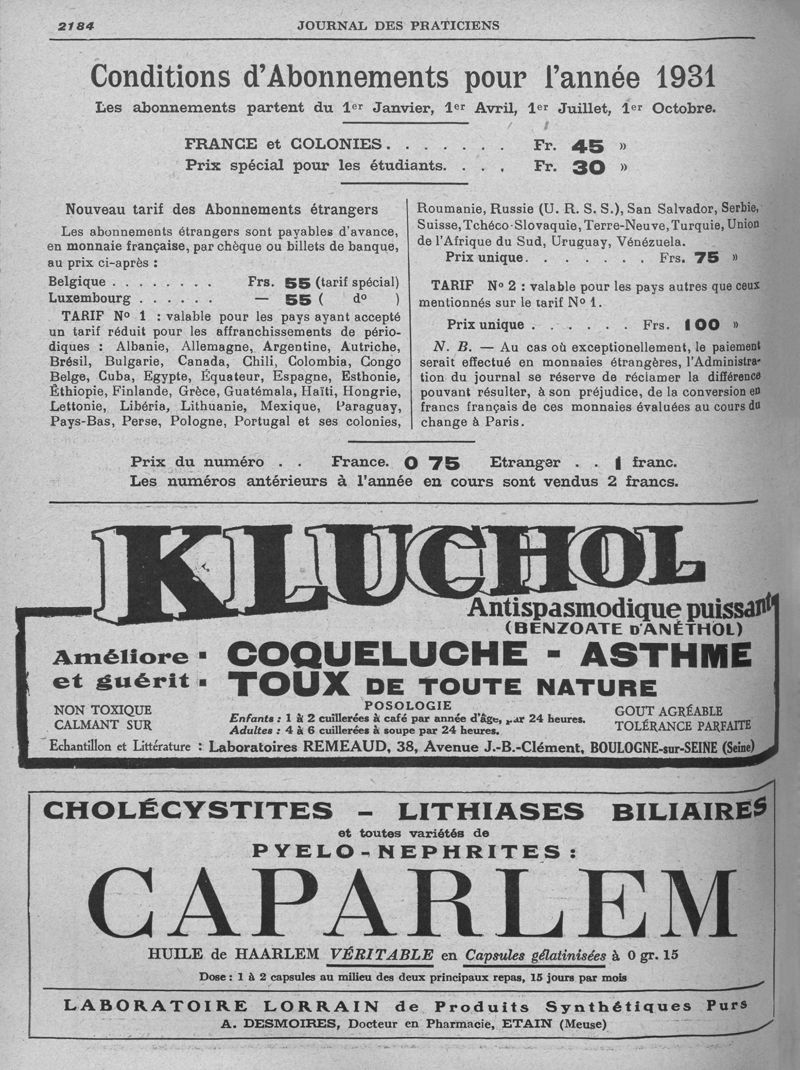 2184
JOURNAL DES PRATICIENS
Conditions d'Abonnements pour l'année 1931
Les abonnements partent du 1er Janvier, 1er Avril, 1er Juillet, 1er Octobre.
FRANCE et COLONIES. . . . . . . Fr. 45 »
Prix spécial pour les étudiants. . . . Fr. 30 »
Nouveau tarif des Abonnements étrangers
Les abonnements étrangers sont payables d'avance,
en monnaie française, par chèque ou billets de banque,
au prix ci-après :
Belgique . . . . . . . . Frs. 55 (tarif spécial)
Luxembourg . . . . . . — 55 ( do )
TARIF No 1 : valable pour les pays ayant accepté
un tarif réduit pour les affranchissements de pério-
diques : Albanie, Allemagne, Argentine, Autriche,
Brésil, Bulgarie, Canada, Chili, Colombia, Congo
Belge, Cuba, Egypte, Équateur, Espagne, Esthonie,
Éthiopie, Finlande, Grèce, Guatémala, Haïti, Hongrie,
Lettonie, Libéria, Lithuanie, Mexique, Paraguay,
Pays-Bas, Perse, Pologne, Portugal et ses colonies,
Roumanie, Russie (U. R. S. S.), San Salvador, Serbie,
Suisse, Tchéco-Slovaquie, Terre-Neuve, Turquie, Union
de l'Afrique du Sud, Uruguay, Vénézuela.
Prix unique. . . . . . . Frs. 75 »
TARIF No 2 : valable pour les pays autres que ceux
mentionnés sur le tarif No 1.
Prix unique . . . . . . Frs. 100 »
N. B. — Au cas où exceptionellement, le paiement
serait effectué en monnaies étrangères, l'Administra-
tion du journal se réserve de réclamer la différence
pouvant résulter, à son préjudice, de la conversion en
francs français de ces monnaies évaluées au cours du
change à Paris.
Prix du numéro . . France. 0 75 Etranger . . 1 franc.
Les numéros antérieurs à l'année en cours sont vendus 2 francs.
KLUCHOL
Antispasmodique puissant
(BENZOATE D'ANÉTHOL)
Améliore
et guérit
COQUELUCHE - ASTHME
TOUX DE TOUTE NATURE
NON TOXIQUE
CALMANT SUR
POSOLOGIE
Enfants : 1 à 2 cuillerées à café par année d'âge, par 24 heures.
Adultes : 4 à 6 cuillerées à soupe par 24 heures.
GOUT AGRÉABLE
TOLÉRANCE PARFAITE
Echantillon et Littérature : Laboratoires REMEAUD, 38, Avenue J.-B.-Clément, BOULOGNE-sur-SEINE (Seine)
CHOLÉCYSTITES - LITHIASES BILIAIRES
et toutes variétés de
PYELO-NEPHRITES :
CAPARLEM
HUILE de HAARLEM VÉRITABLE en Capsules gélatinisées à 0 gr. 15
Dose : 1 à 2 capsules au milieu des deux principaux repas, 15 jours par mois
LABORATOIRE LORRAIN de Produits Synthétiques Purs
A. DESMOIRES, Docteur en Pharmacie, ETAIN (Meuse)